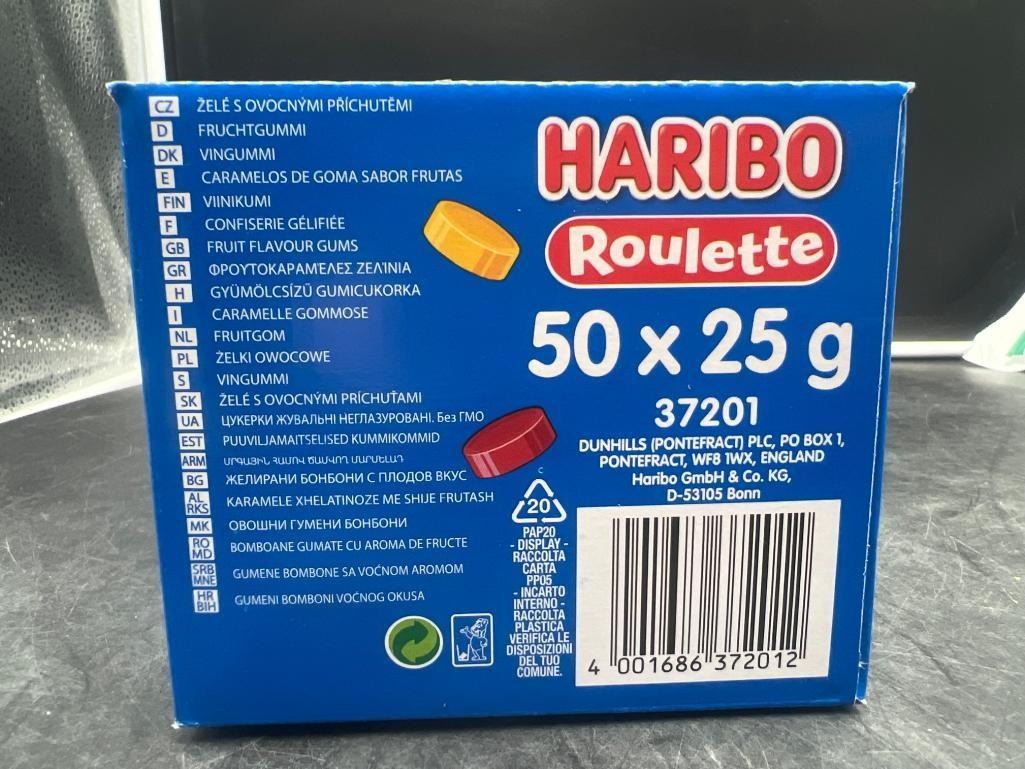 CZ ŽELÉ S OVOCNÝMI PŘÍCHUTĚMI
D FRUCHTGUMMI
DK VINGUMMI
E CARAMELOS DE GOMA SABOR FRUTAS
FIN VIINIKUMI
F CONFISERIE GÉLIFIÉE
GB FRUIT FLAVOUR GUMS
GR ΦΡΟΥΤΟΚΑΡΑΜΈΛΕΣ ΖΕΛΊΝΙΑ
H GYÜMÖLCSÍZŰ GUMICUKORKA
I CARAMELLE GOMMOSE
NL FRUITGOM
PL ŻELKI OWOCOWE
S VINGUMMI
SK ŽELÉ S OVOCNÝMI PRÍCHUŤAMI
UA ЦУКЕРКИ ЖУВАЛЬНІ НЕГЛАЗУРОВАНІ. Без ГМО
EST PUUVILJAMAITSELISED KUMMIKOMMID
ARM ՄՐԳԱՅԻՆ ՀԱՄՈՎ ԾԱՄՎՈՂ ՄԱՐՄԵԼԱԴ
BG ЖЕЛИРАНИ БОНБОНИ С ПЛОДОВ ВКУС
AL RKS KARAMELE XHELATINOZE ME SHIJE FRUTASH
MK ОВОШНИ ГУМЕНИ БОНБОНИ
RO MD BOMBOANE GUMATE CU AROMA DE FRUCTE
SRB MNE GUMENE BOMBONE SA VOĆNOM AROMOM
HR BIH GUMENI BOMBONI VOĆNOG OKUSA
HARIBO
Roulette
50 x 25 g
37201
DUNHILLS (PONTEFRACT) PLC, PO BOX 1,
PONTEFRACT, WF8 1WX, ENGLAND
Haribo GmbH & Co. KG,
D-53105 Bonn
C
20
PAP20
- DISPLAY -
RACCOLTA
CARTA
PP05
- INCARTO
INTERNO -
RACCOLTA
PLASTICA
VERIFICA LE
DISPOSIZIONI
DEL TUO
COMUNE.
4 001686 372012